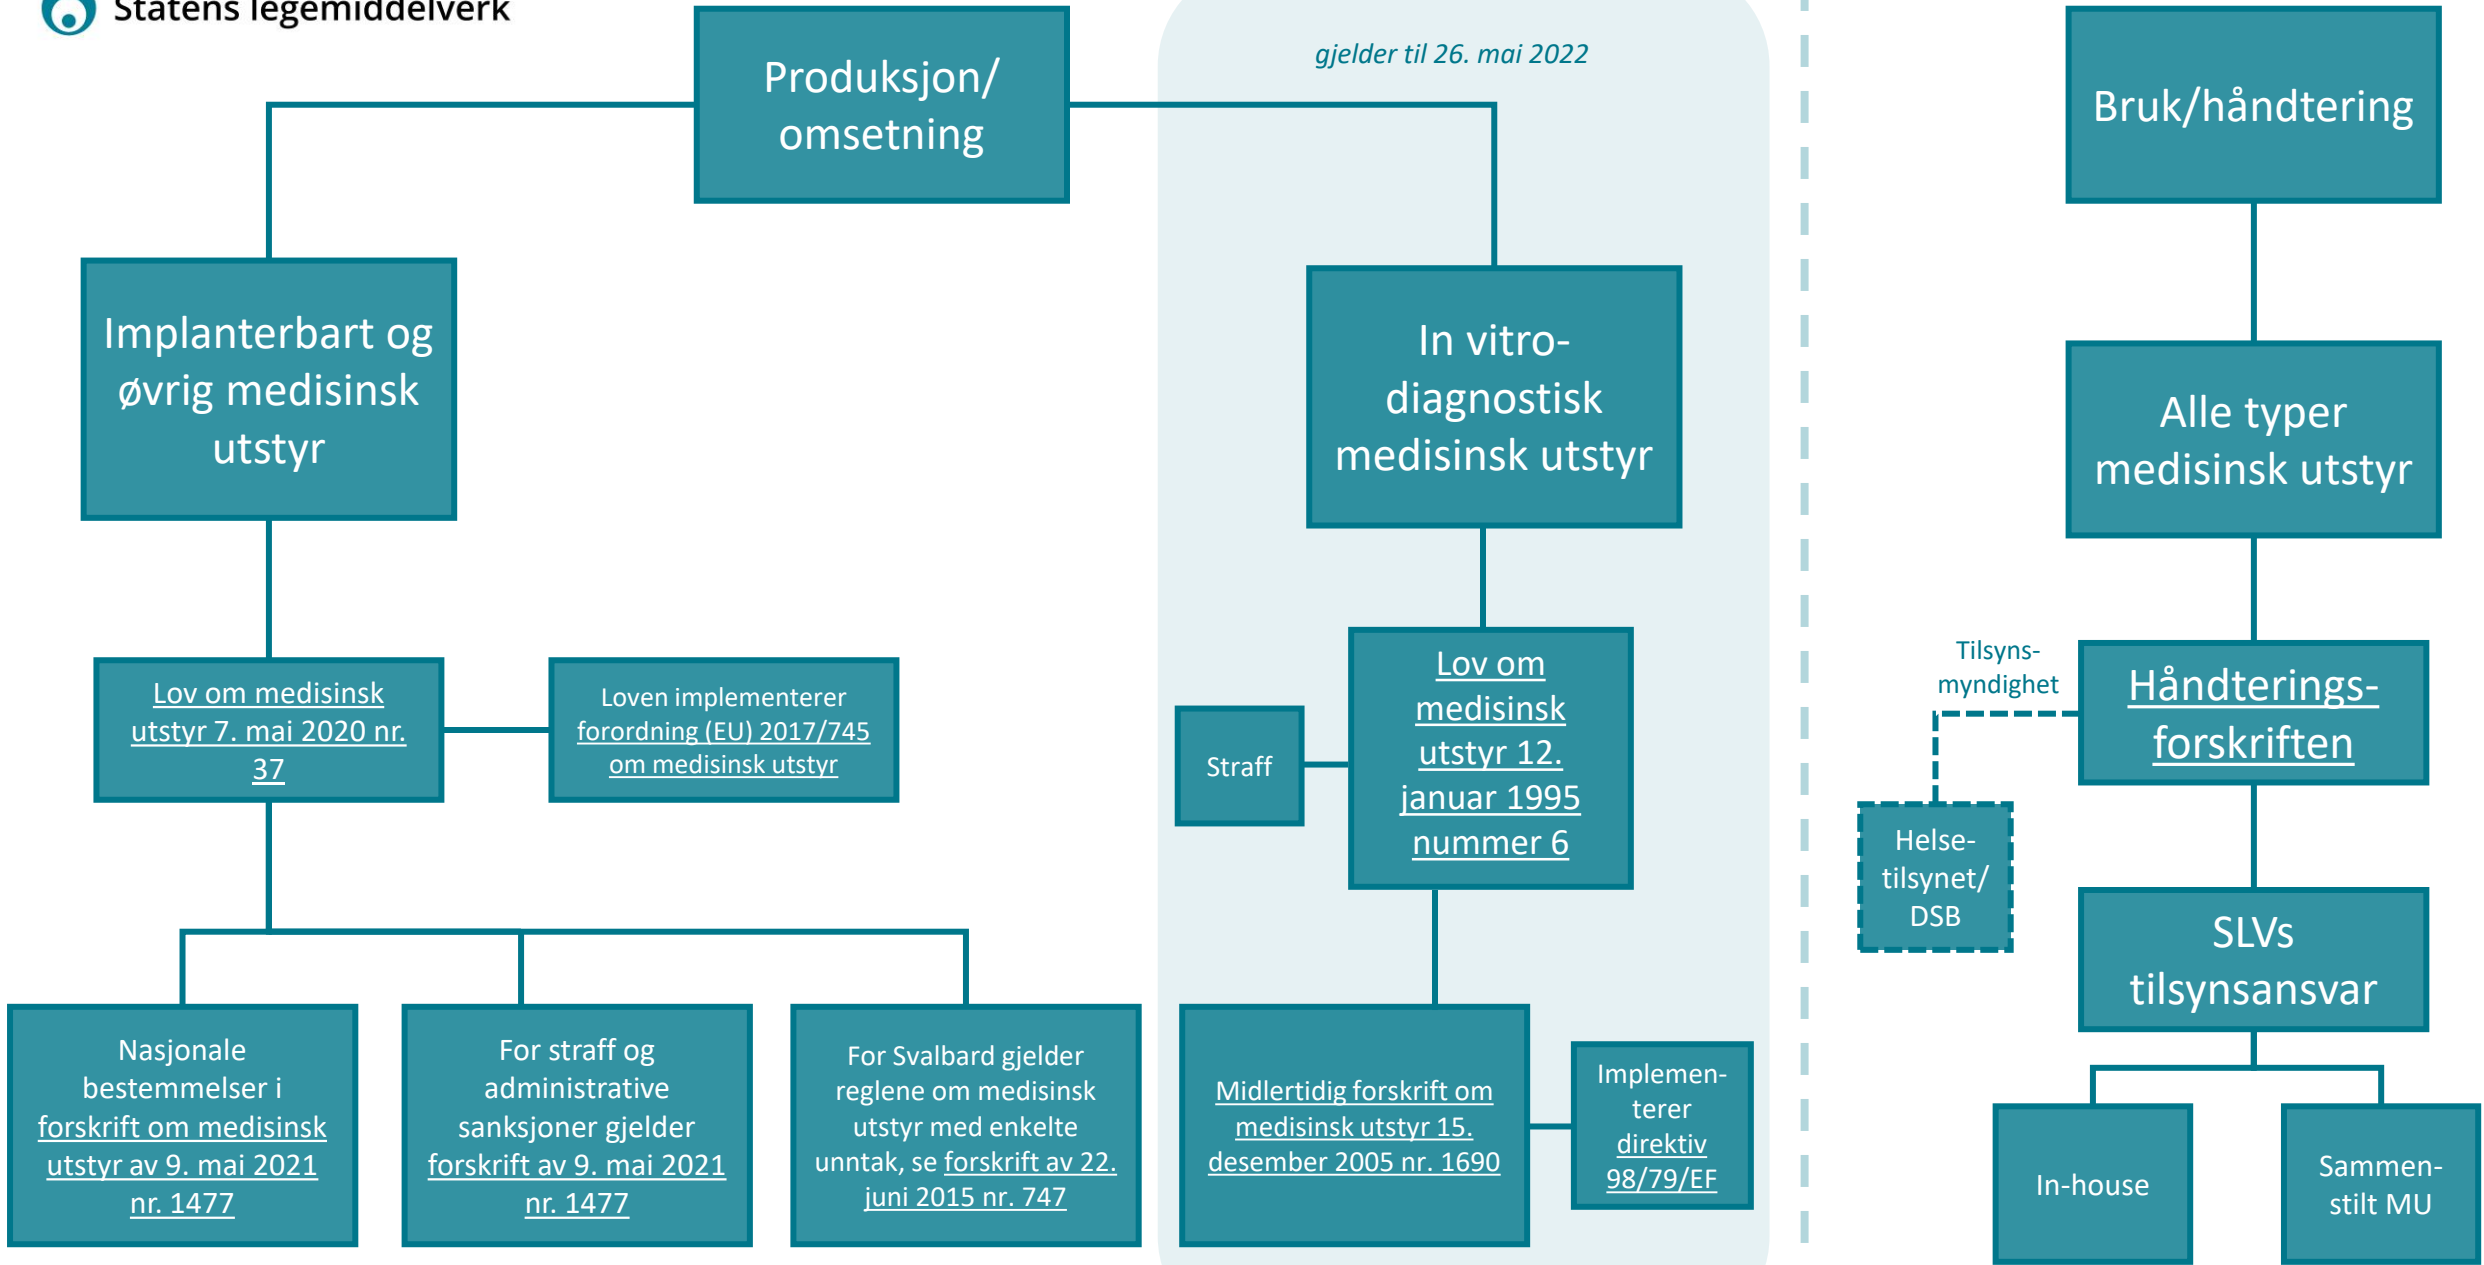 Statens legemiddelverk
Produksjon/
omsetning
gjelder til 26. mai 2022
Implanterbart og
øvrig medisinsk
utstyr
In vitro-
diagnostisk
medisinsk utstyr
Lov om medisinsk
utstyr 7. mai 2020 nr.
37
Loven implementerer
forordning (EU) 2017/745
om medisinsk utstyr
Straff
Lov om
medisinsk
utstyr 12.
januar 1995
nummer 6
Nasjonale
bestemmelser i
forskrift om medisinsk
utstyr av 9. mai 2021
nr. 1477
For straff og
administrative
sanksjoner gjelder
forskrift av 9. mai 2021
nr. 1477
For Svalbard gjelder
reglene om medisinsk
utstyr med enkelte
unntak, se forskrift av 22.
juni 2015 nr. 747
Midlertidig forskrift om
medisinsk utstyr 15.
desember 2005 nr. 1690
Implemen-
terer
direktiv
98/79/EF
Bruk/håndtering
Alle typer
medisinsk utstyr
Tilsyns-
myndighet
Håndterings-
forskriften
Helse-
tilsynet/
DSB
SLVs
tilsynsansvar
In-house
Sammen-
stilt MU